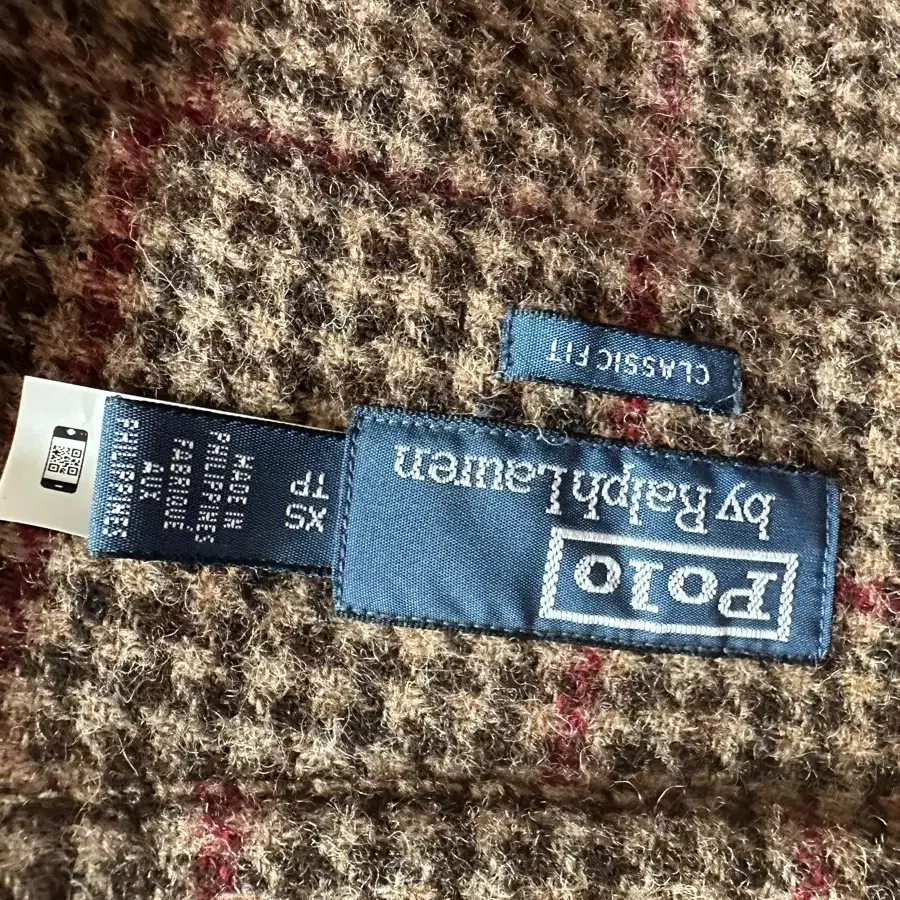 Polo
by Ralph Lauren
CLASSIC FIT
XS
TP
MADE IN
PHILIPPINES
FABRIQUÉ
AUX
PHILIPPINES